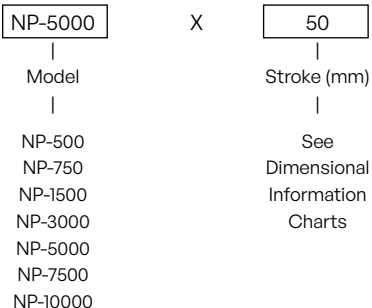 NP-5000 X 50
Model Stroke (mm)
NP-500 See
NP-750 Dimensional
NP-1500 Information
NP-3000 Charts
NP-5000
NP-7500
NP-10000